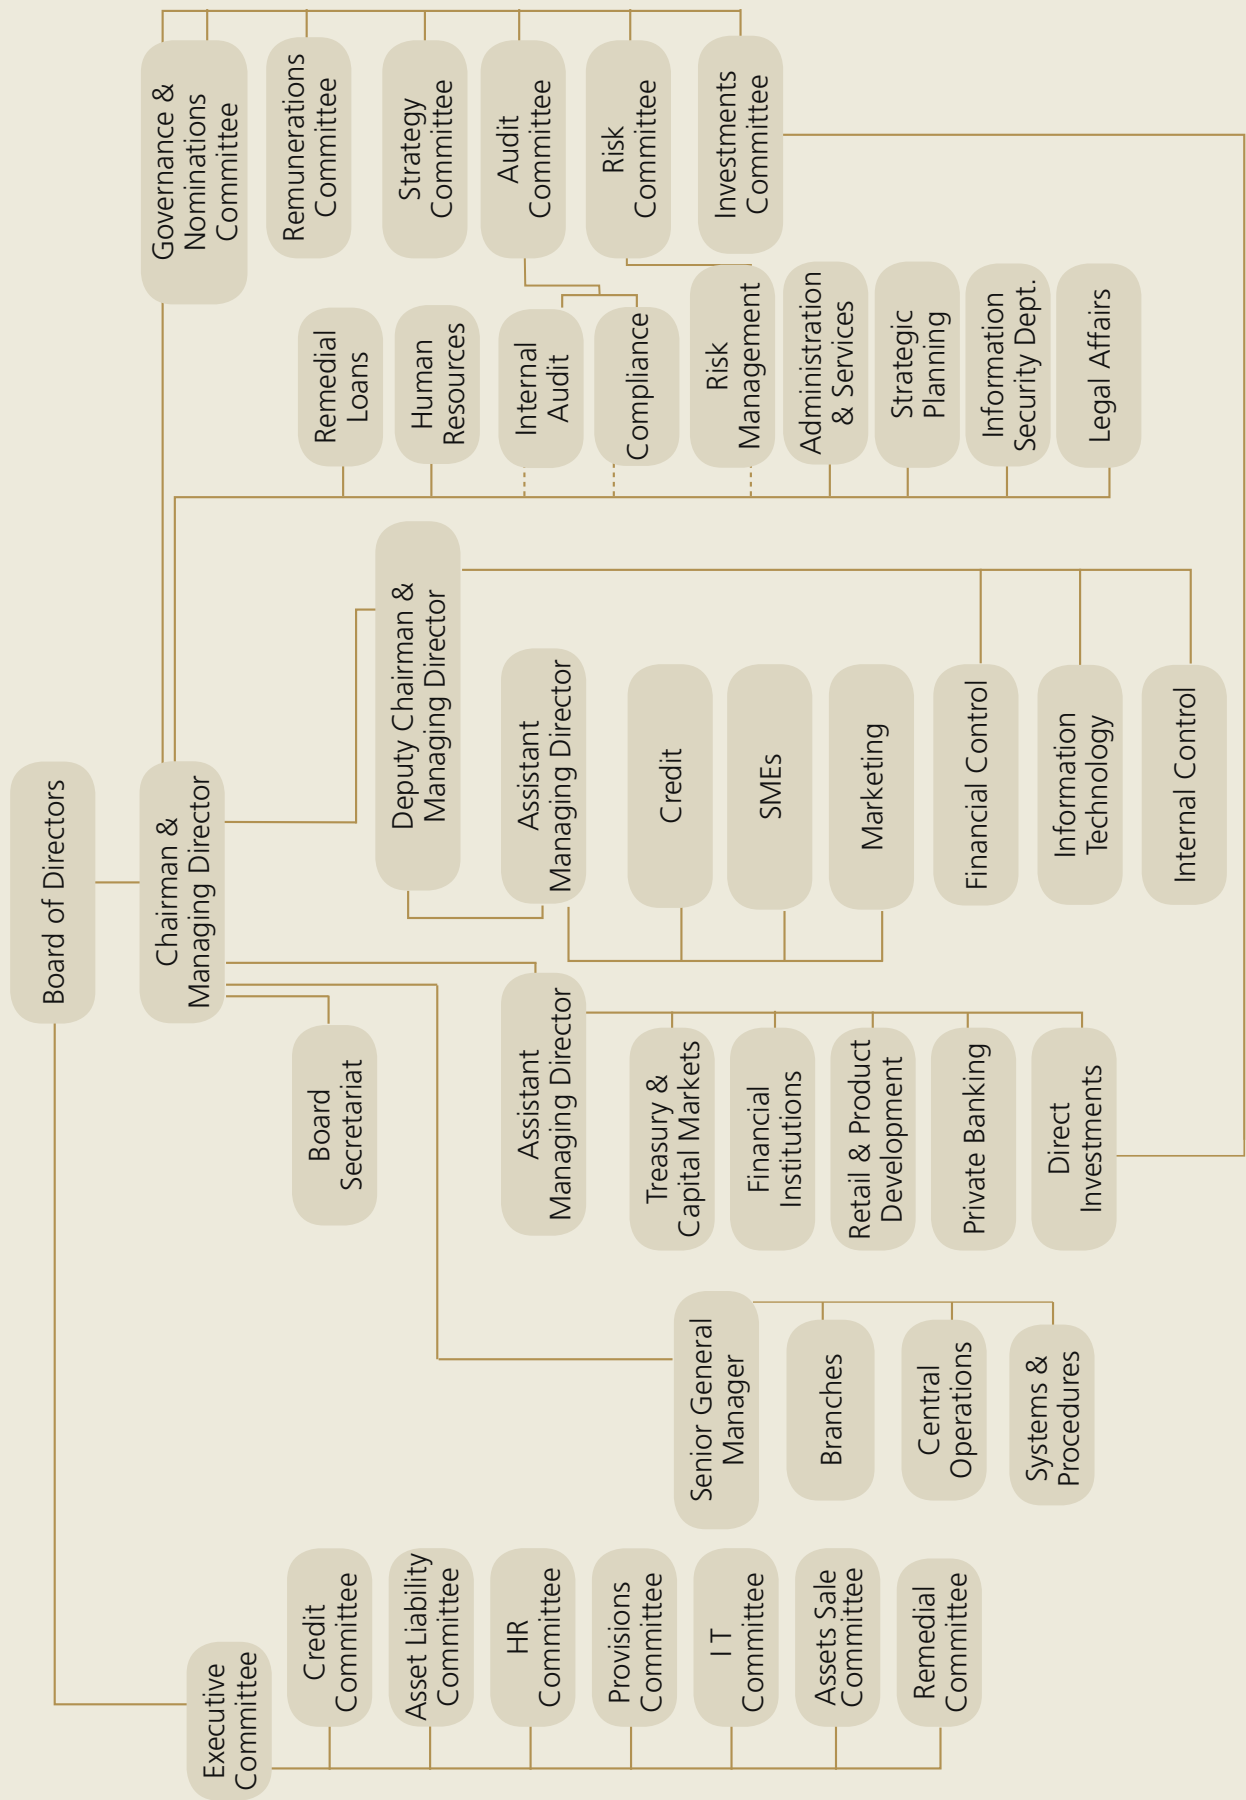 Board of Directors
Chairman &
Managing Director
Executive
Committee
Credit
Committee
Asset Liability
Committee
HR
Committee
Provisions
Committee
I T
Committee
Assets Sale
Committee
Remedial
Committee
Board
Secretariat
Senior General
Manager
Branches
Central
Operations
Systems &
Procedures
Assistant
Managing Director
Treasury &
Capital Markets
Financial
Institutions
Retail & Product
Development
Private Banking
Direct
Investments
Deputy Chairman &
Managing Director
Assistant
Managing Director
Credit
SMEs
Marketing
Financial Control
Information
Technology
Internal Control
Remedial
Loans
Human
Resources
Internal
Audit
Compliance
Risk
Management
Administration
& Services
Strategic
Planning
Information
Security Dept.
Legal Affairs
Governance &
Nominations
Committee
Remunerations
Committee
Strategy
Committee
Audit
Committee
Risk
Committee
Investments
Committee